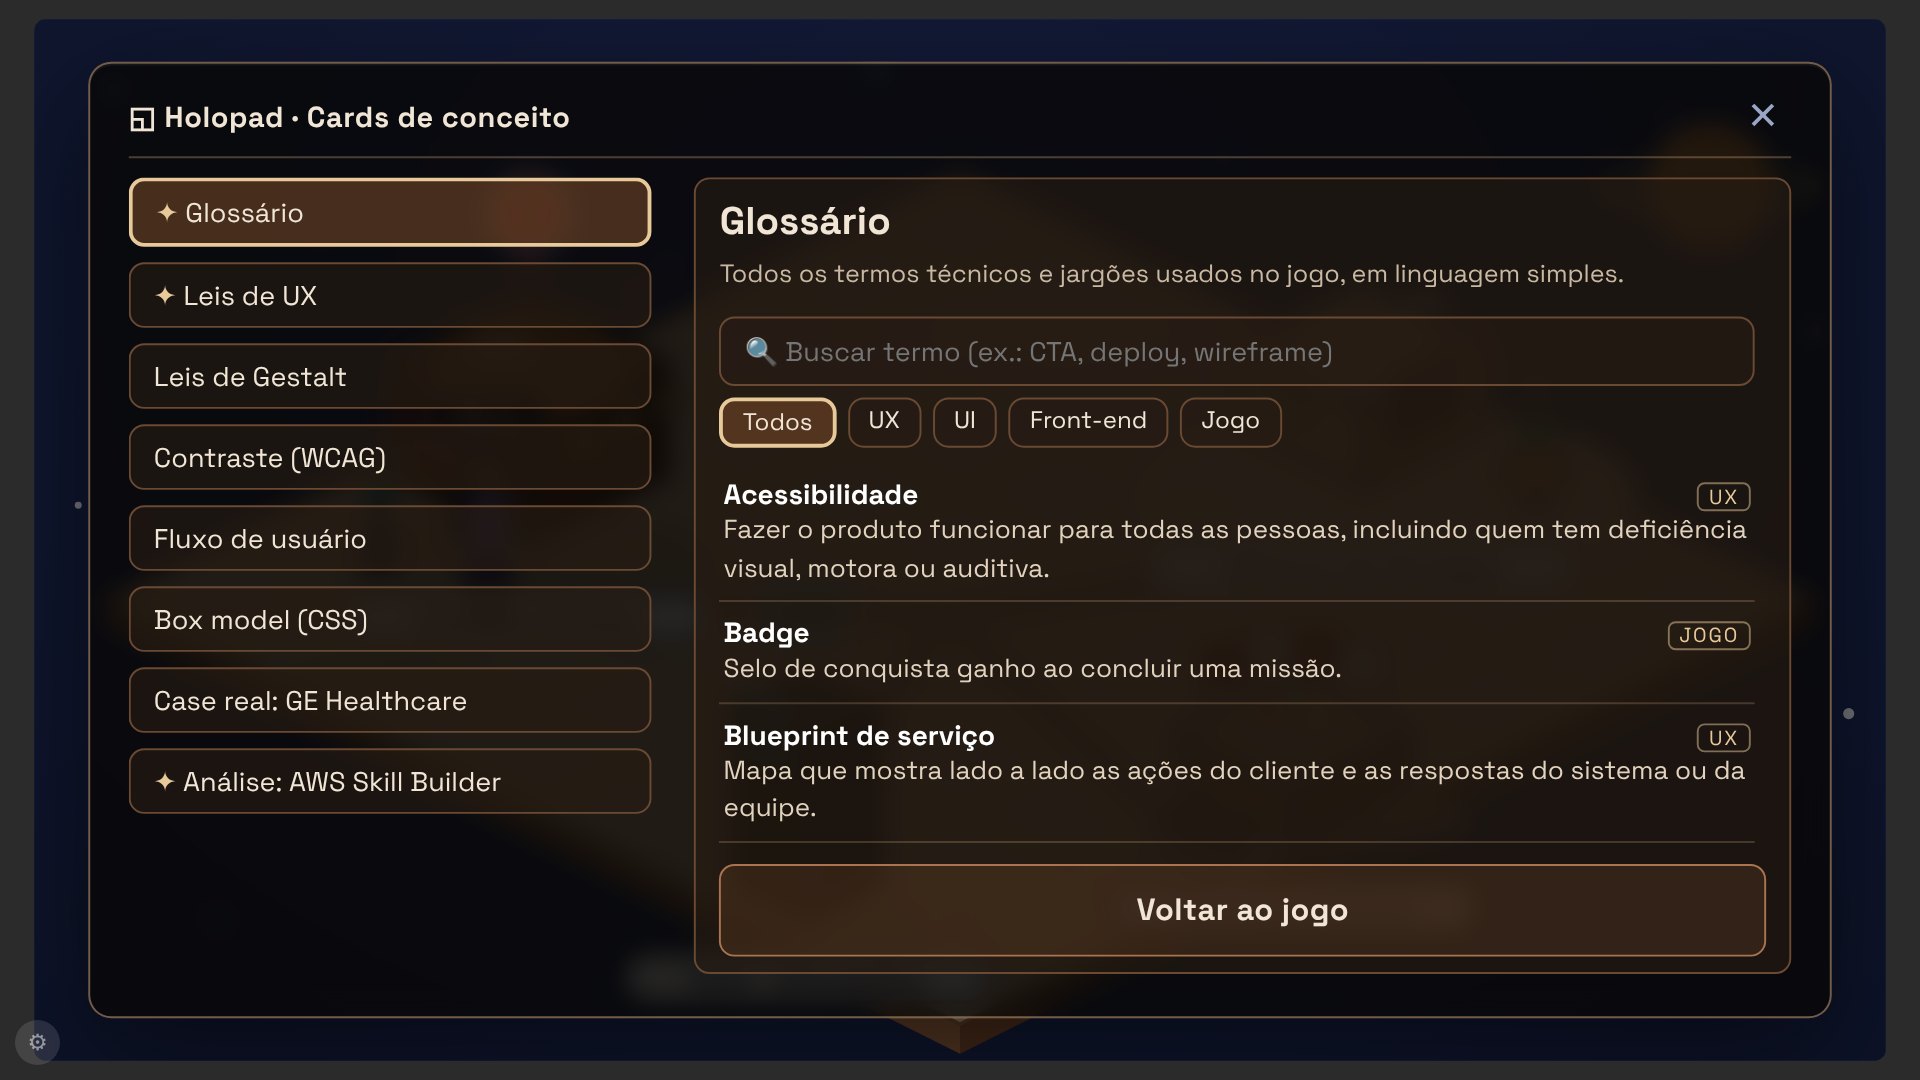 Holopad · Cards de conceito
✕
✦ Glossário
✦ Leis de UX
Leis de Gestalt
Contraste (WCAG)
Fluxo de usuário
Box model (CSS)
Case real: GE Healthcare
✦ Análise: AWS Skill Builder
Glossário
Todos os termos técnicos e jargões usados no jogo, em linguagem simples.
🔍 Buscar termo (ex.: CTA, deploy, wireframe)
Todos UX UI Front-end Jogo
Acessibilidade UX
Fazer o produto funcionar para todas as pessoas, incluindo quem tem deficiência
visual, motora ou auditiva.
Badge JOGO
Selo de conquista ganho ao concluir uma missão.
Blueprint de serviço UX
Mapa que mostra lado a lado as ações do cliente e as respostas do sistema ou da
equipe.
Voltar ao jogo